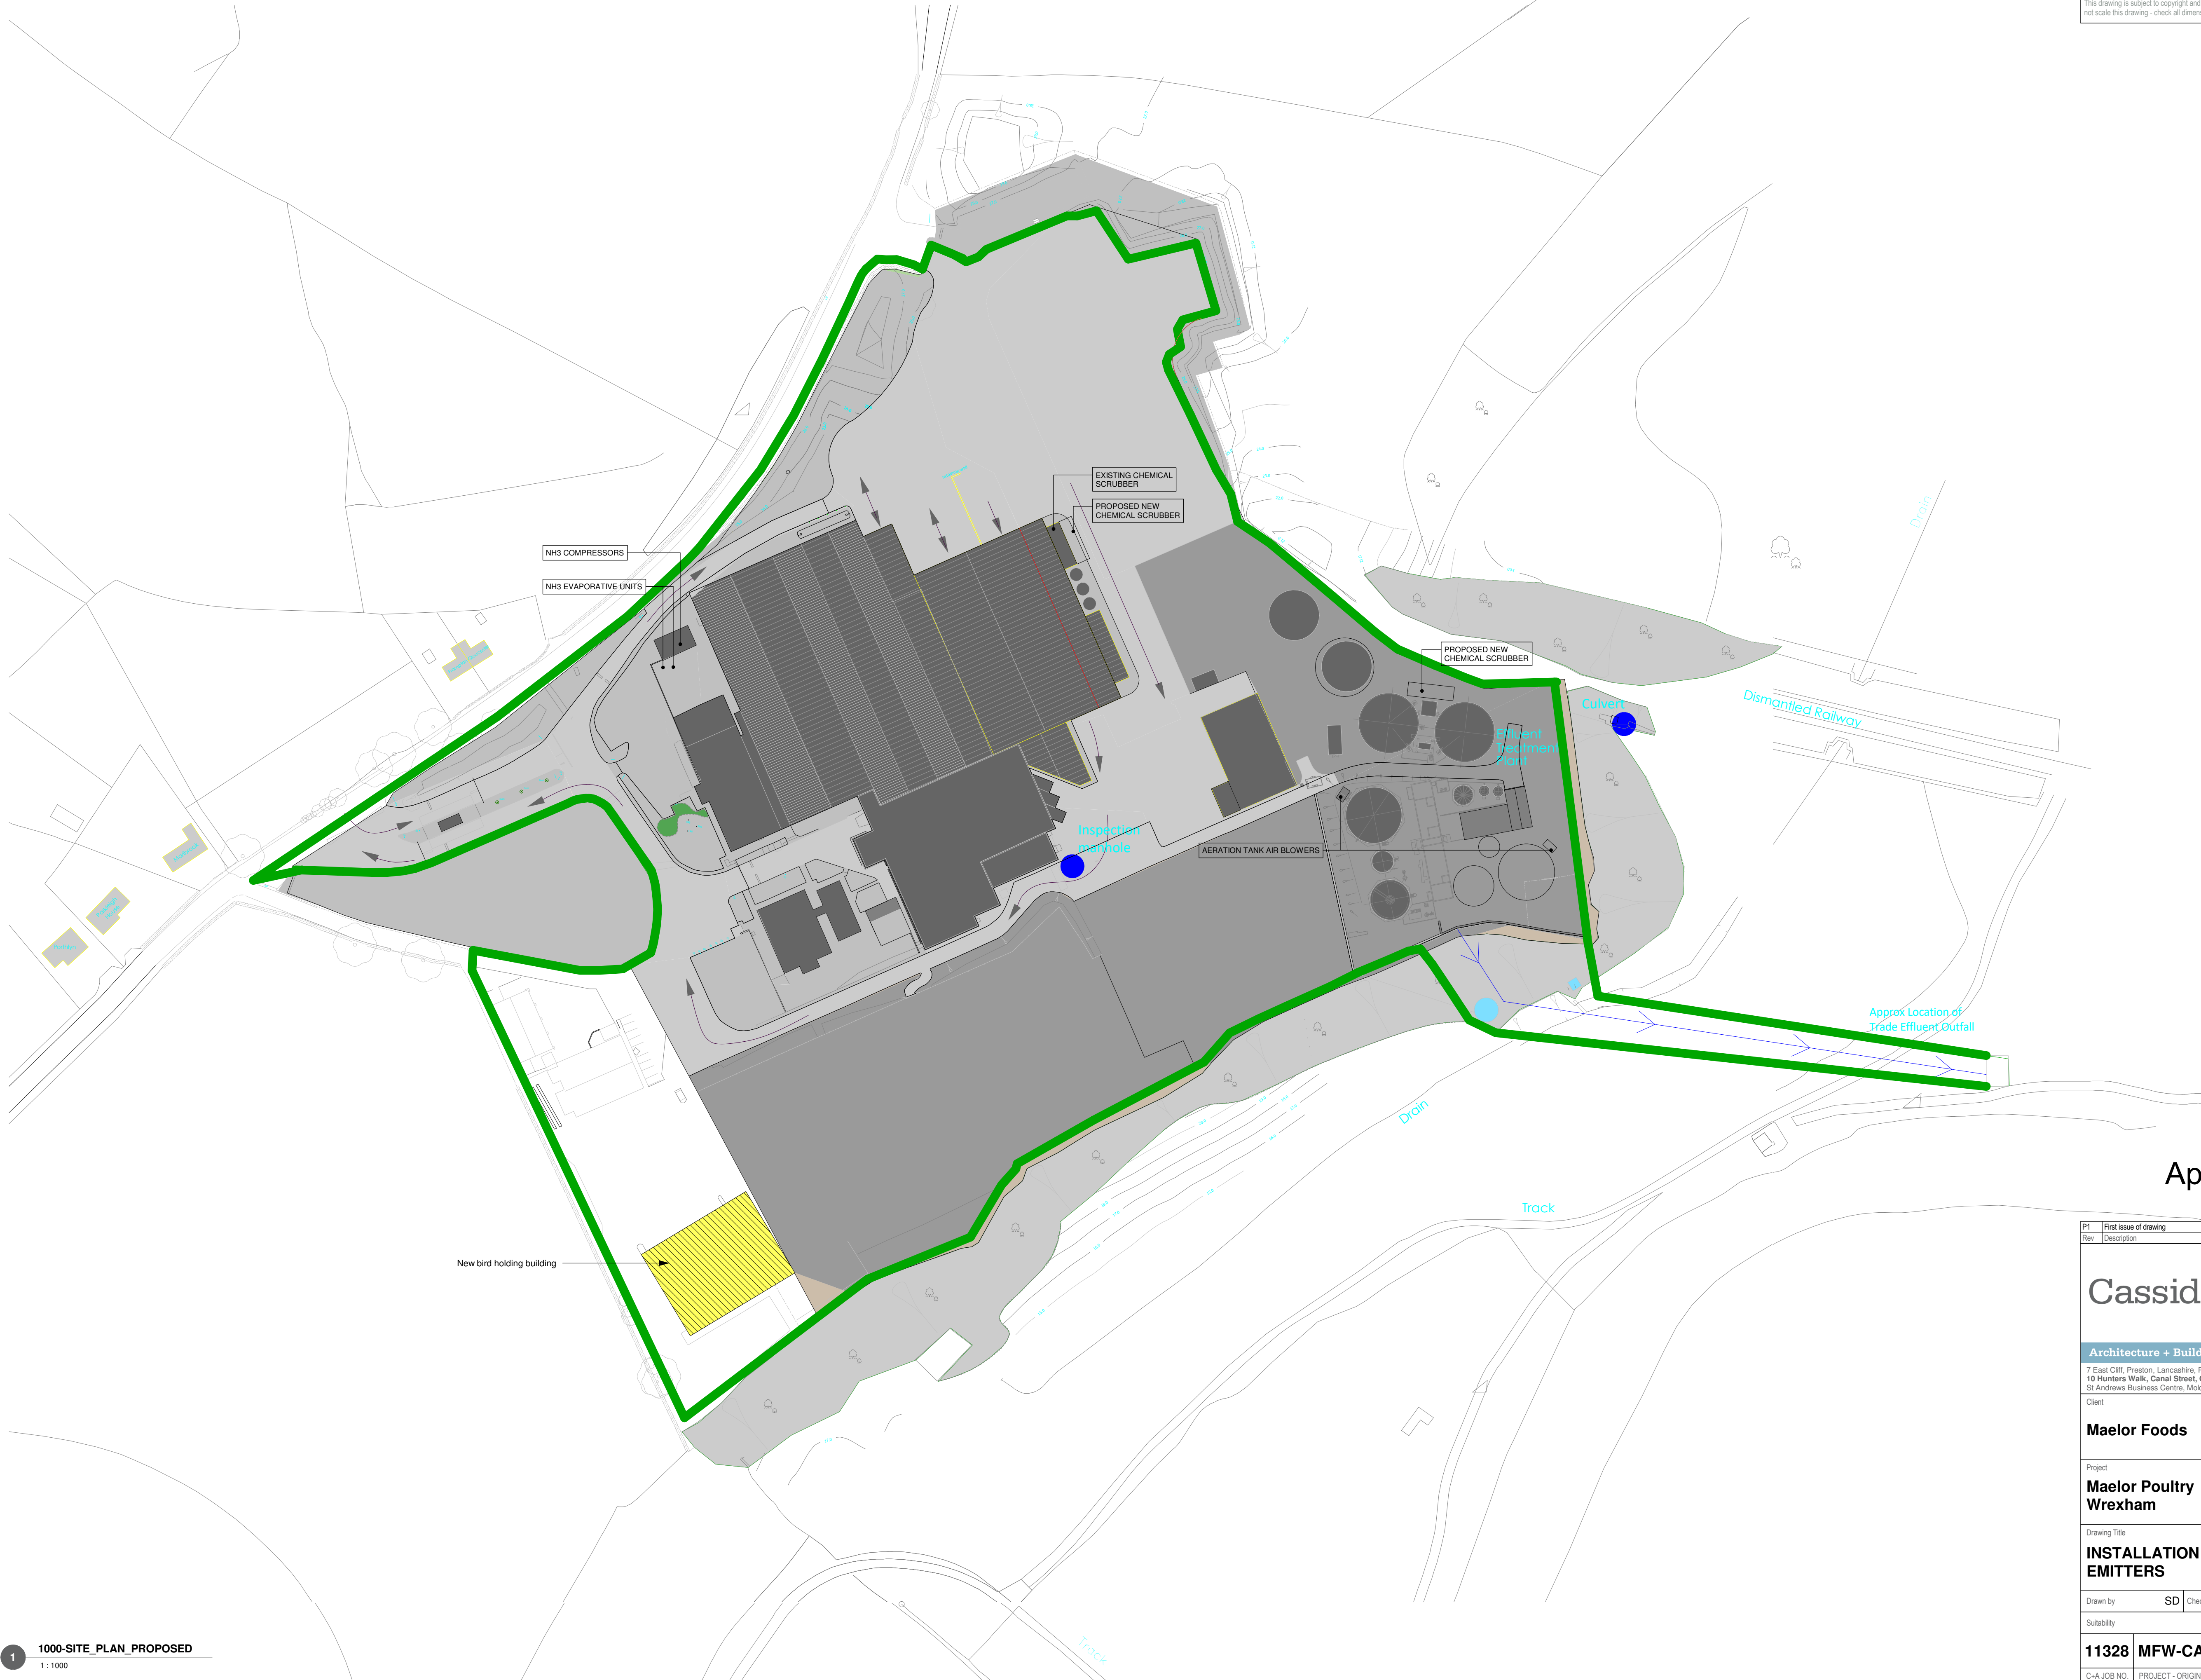 This drawing is subject to copyright and
not scale this drawing - check all dimens
EXISTING CHEMICAL
SCRUBBER
PROPOSED NEW
CHEMICAL SCRUBBER
NH3 COMPRESSORS
NH3 EVAPORATIVE UNITS
Drain
PROPOSED NEW
CHEMICAL SCRUBBER
Culvert
Dismantled Railway
Effluent
Treatment
Plant
Inspection
manhole
AERATION TANK AIR BLOWERS
Approx Location of
Trade Effluent Outfall
Drain
Track
New bird holding building
Track
Ap
P1 First issue of drawing
Rev Description
Cassid
Architecture + Build
7 East Cliff, Preston, Lancashire, P
10 Hunters Walk, Canal Street, C
St Andrews Business Centre, Mold
Client
Maelor Foods
Project
Maelor Poultry
Wrexham
Drawing Title
INSTALLATION
EMITTERS
Drawn by SD Chec
Suitability
11328 MFW-CA
C+A JOB NO. PROJECT - ORIGIN
1 1000-SITE_PLAN_PROPOSED
1 : 1000